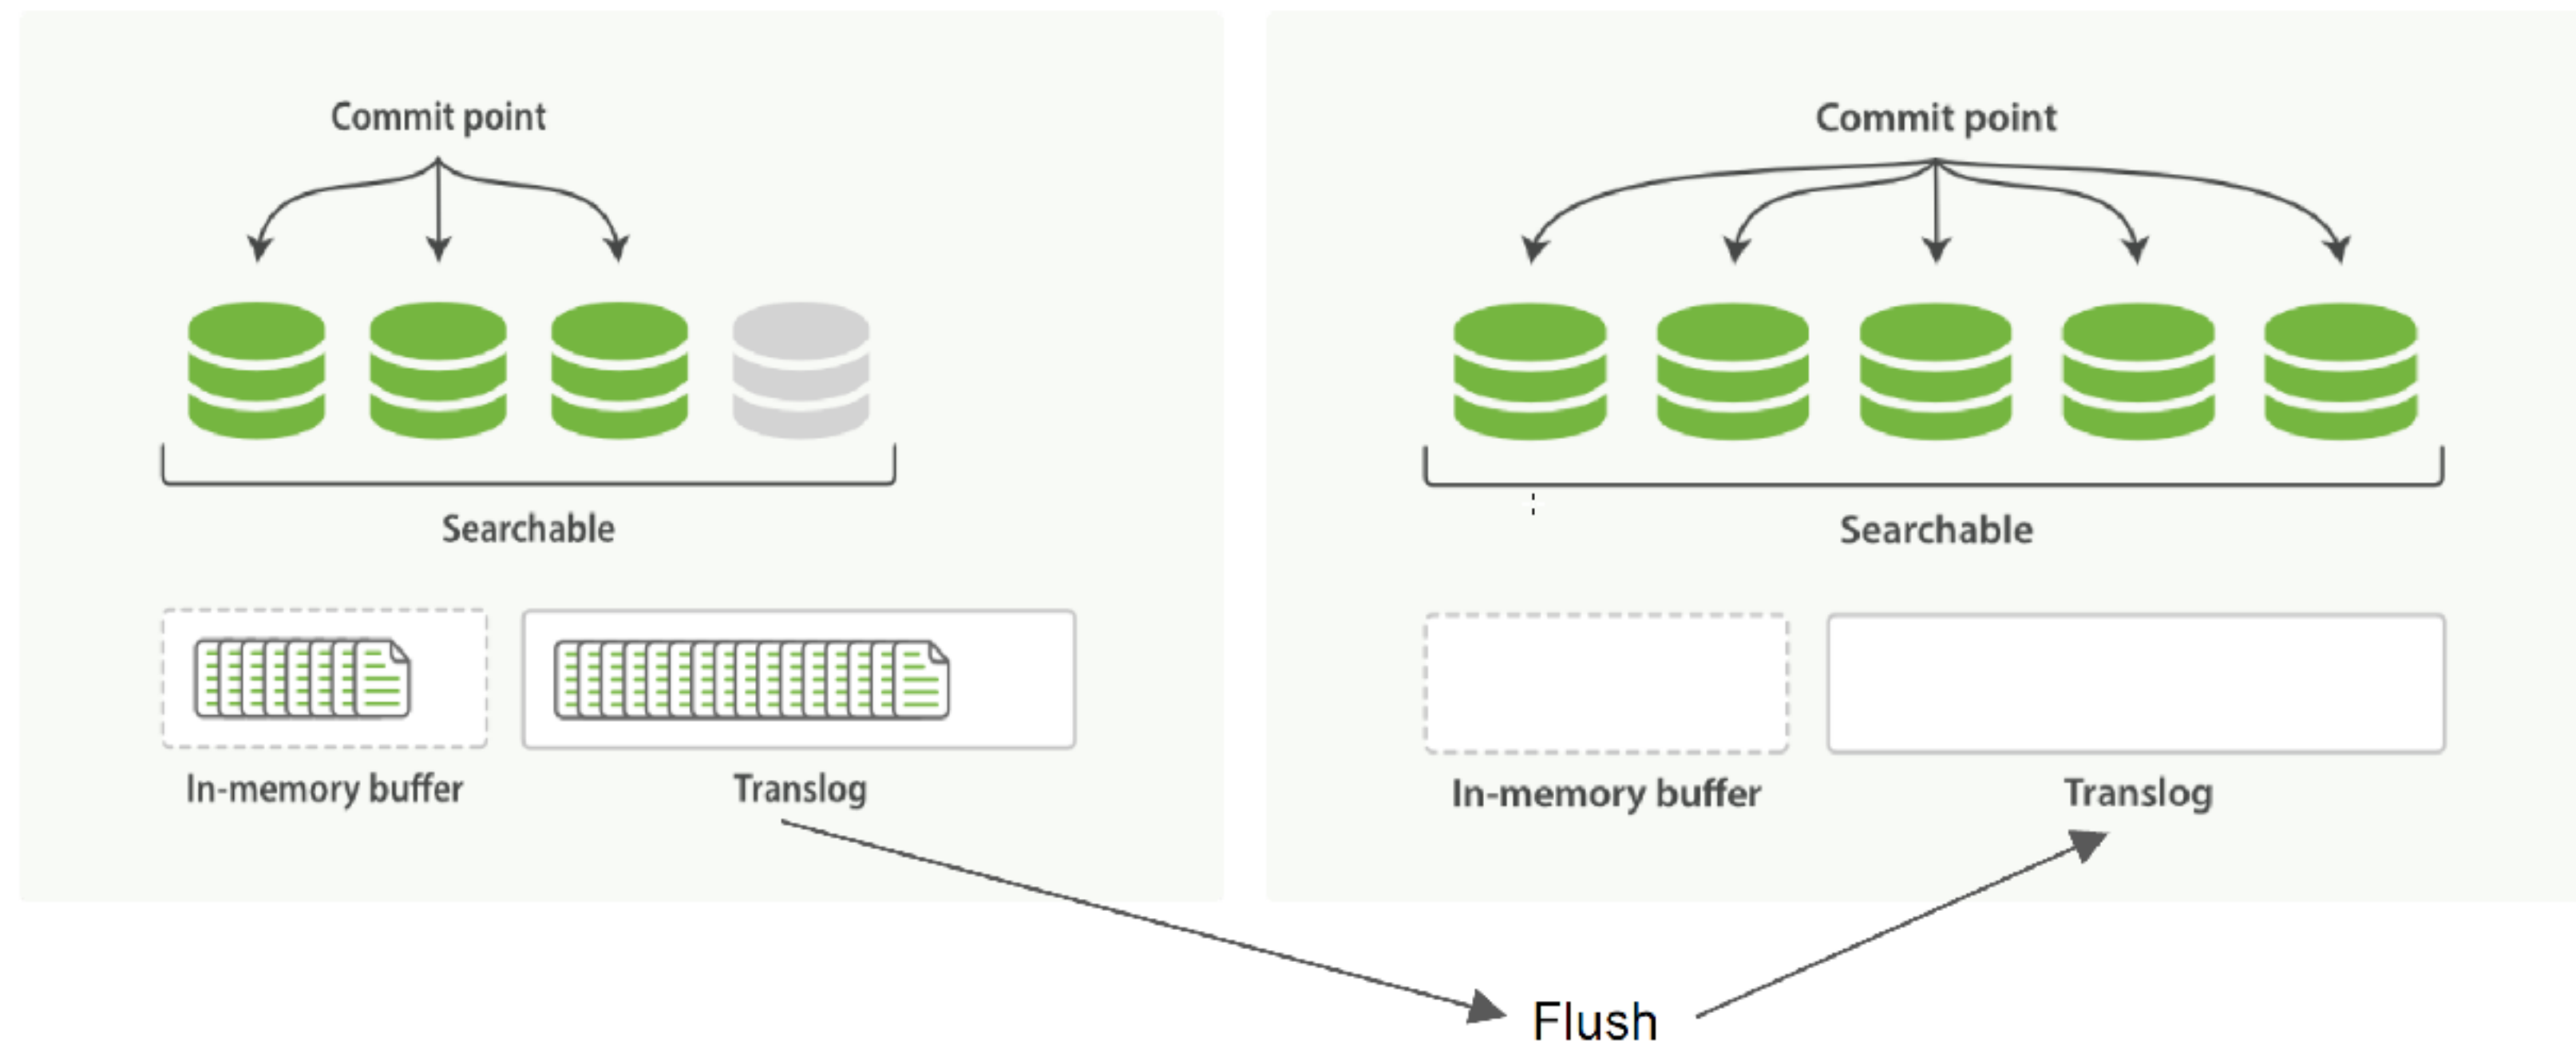 Commit point
Searchable
In-memory buffer
Translog
Commit point
Searchable
In-memory buffer
Translog
Flush